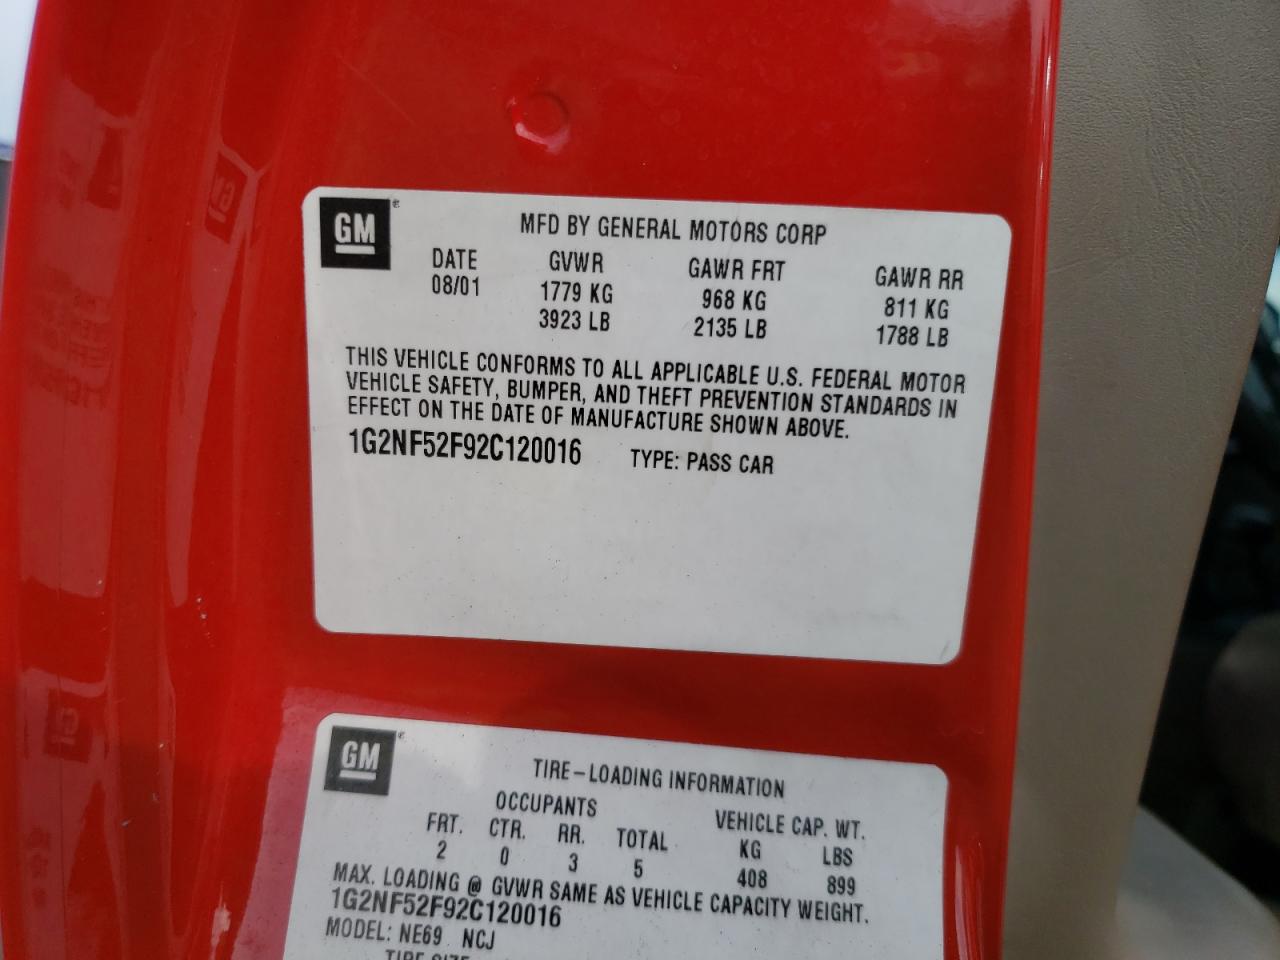 GM
MFD BY GENERAL MOTORS CORP
DATE GVWR GAWR FRT GAWR RR
08/01 1779 KG 968 KG 811 KG
3923 LB 2135 LB 1788 LB
THIS VEHICLE CONFORMS TO ALL APPLICABLE U.S. FEDERAL MOTOR
VEHICLE SAFETY, BUMPER, AND THEFT PREVENTION STANDARDS IN
EFFECT ON THE DATE OF MANUFACTURE SHOWN ABOVE.
1G2NF52F92C120016 TYPE: PASS CAR
GM
TIRE-LOADING INFORMATION
OCCUPANTS VEHICLE CAP. WT.
FRT. CTR. RR. TOTAL KG LBS
2 0 3 5 408 899
MAX. LOADING @ GVWR SAME AS VEHICLE CAPACITY WEIGHT.
1G2NF52F92C120016
MODEL: NE69 NCJ
TIRE SIZE